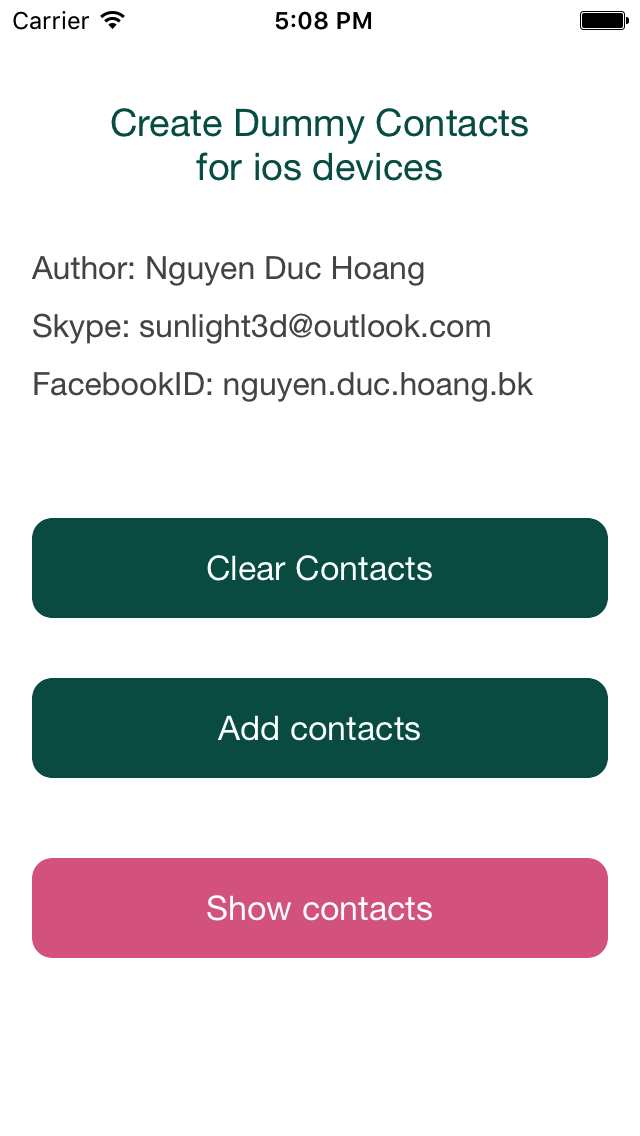 Carrier 5:08 PM
Create Dummy Contacts
for ios devices
Author: Nguyen Duc Hoang
Skype: sunlight3d@outlook.com
FacebookID: nguyen.duc.hoang.bk
Clear Contacts
Add contacts
Show contacts